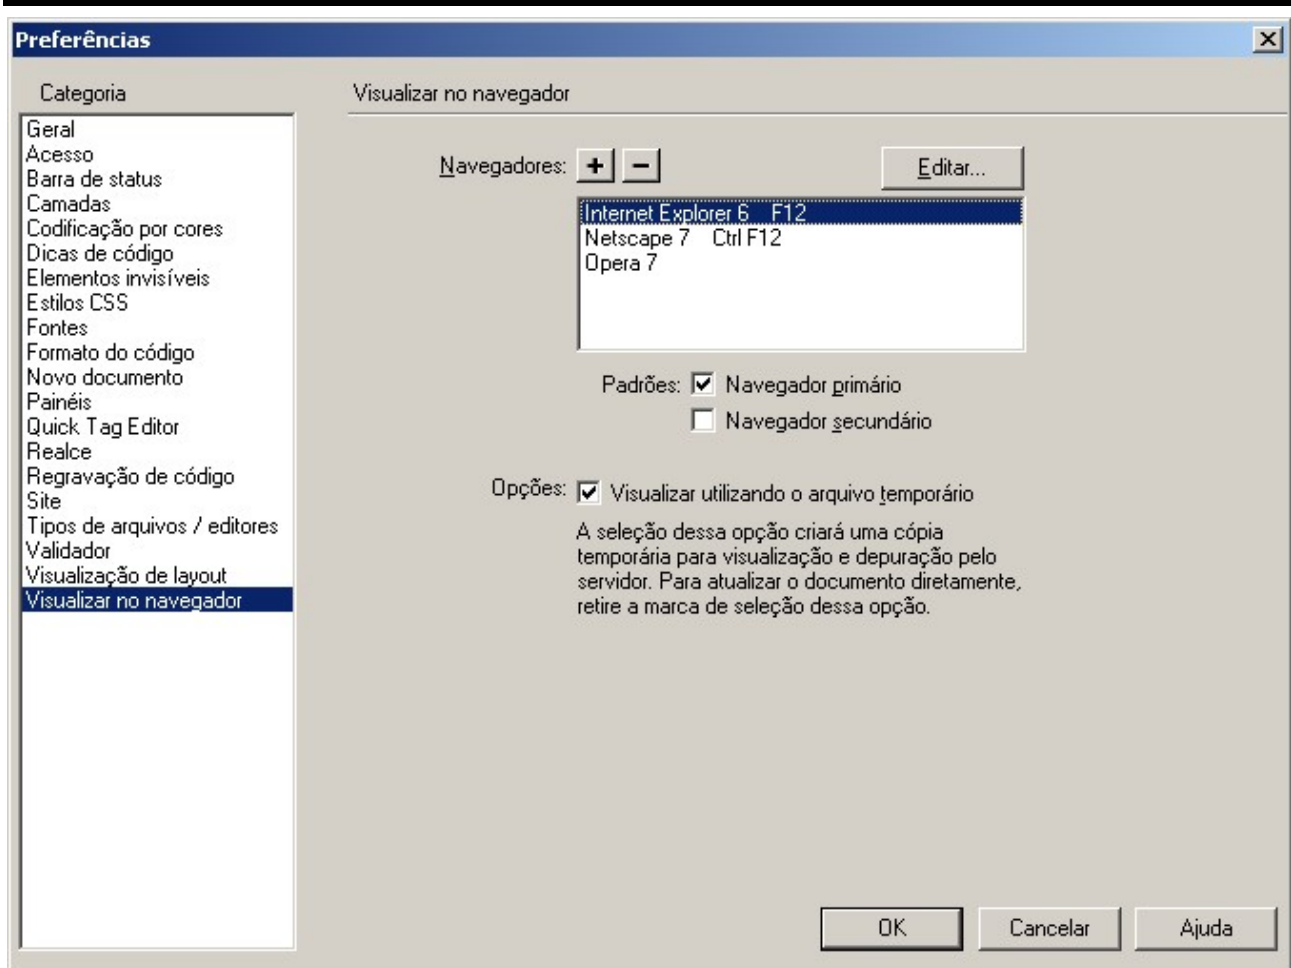 Preferências
Categoria
Geral
Acesso
Barra de status
Camadas
Codificação por cores
Dicas de código
Elementos invisíveis
Estilos CSS
Fontes
Formato do código
Novo documento
Painéis
Quick Tag Editor
Realce
Regravação de código
Site
Tipos de arquivos / editores
Validador
Visualização de layout
Visualizar no navegador
Visualizar no navegador
Navegadores: + − Editar...
Internet Explorer 6 F12
Netscape 7 Ctrl F12
Opera 7
Padrões: Navegador primário
Navegador secundário
Opções: Visualizar utilizando o arquivo temporário
A seleção dessa opção criará uma cópia
temporária para visualização e depuração pelo
servidor. Para atualizar o documento diretamente,
retire a marca de seleção dessa opção.
OK Cancelar Ajuda